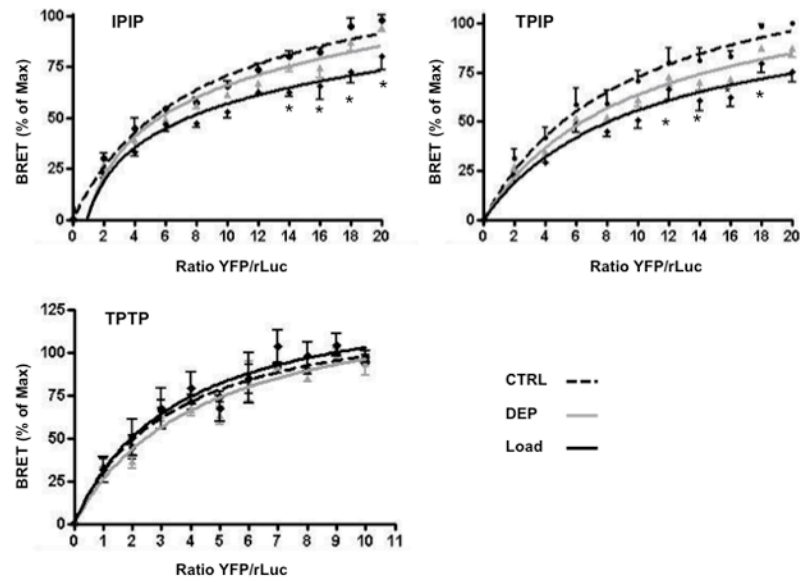 IPIP
BRET (% of Max)
100
75
50
25
0
0 2 4 6 8 10 12 14 16 18 20
* * * *
Ratio YFP/rLuc
TPIP
BRET (% of Max)
100
75
50
25
0
0 2 4 6 8 10 12 14 16 18 20
* * * *
Ratio YFP/rLuc
TPTP
BRET (% of Max)
125
100
75
50
25
0
0 1 2 3 4 5 6 7 8 9 10 11
Ratio YFP/rLuc
CTRL
DEP
Load